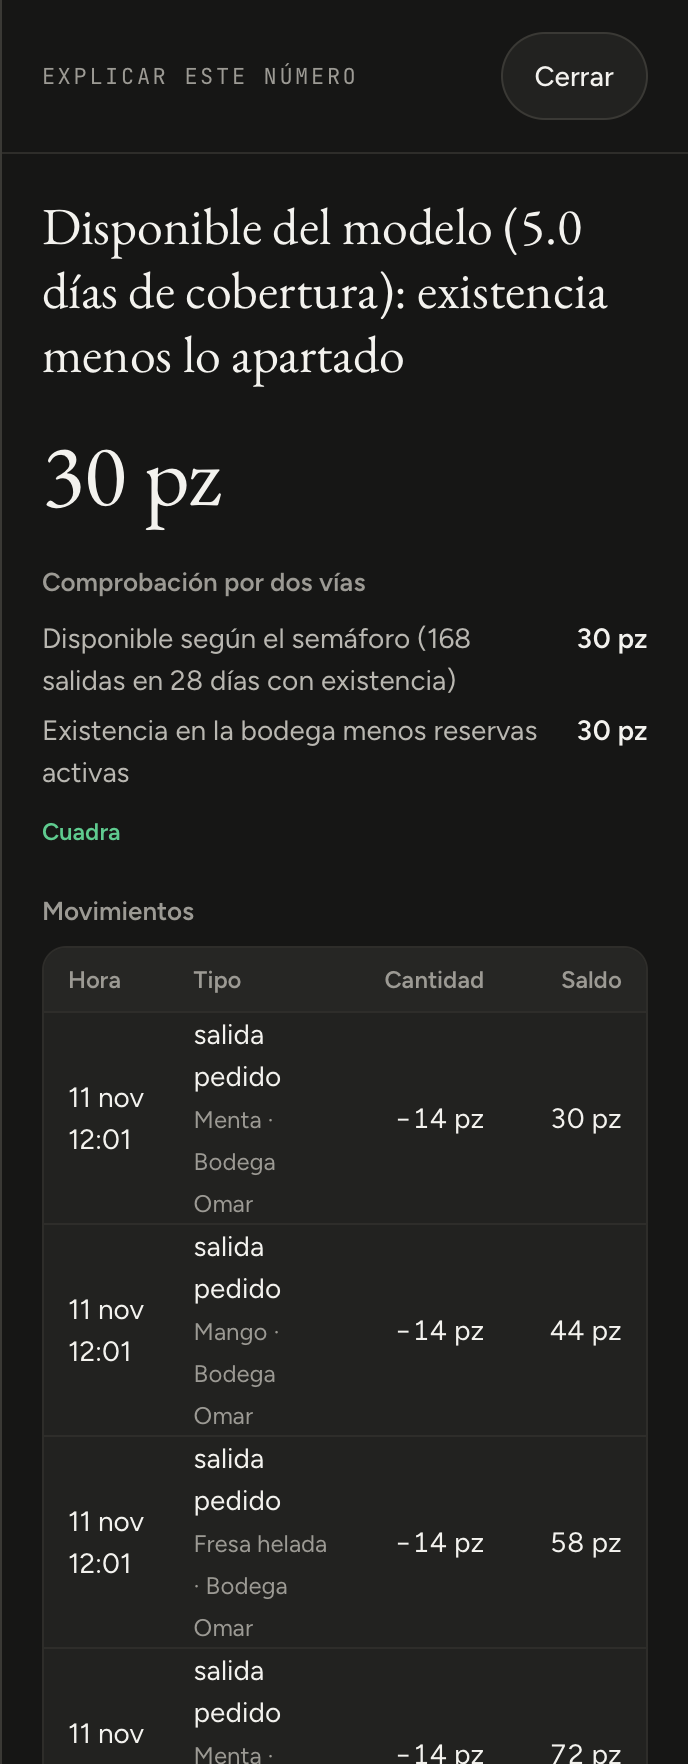 EXPLICAR ESTE NÚMERO
Cerrar
Disponible del modelo (5.0
días de cobertura): existencia
menos lo apartado
30 pz
Comprobación por dos vías
Disponible según el semáforo (168
salidas en 28 días con existencia)
30 pz
Existencia en la bodega menos reservas
activas
30 pz
Cuadra
Movimientos
Hora Tipo Cantidad Saldo
11 nov
12:01
salida
pedido
Menta ·
Bodega
Omar
−14 pz
30 pz
11 nov
12:01
salida
pedido
Mango ·
Bodega
Omar
−14 pz
44 pz
11 nov
12:01
salida
pedido
Fresa helada
· Bodega
Omar
−14 pz
58 pz
11 nov
salida
pedido
Menta ·
−14 pz
72 pz